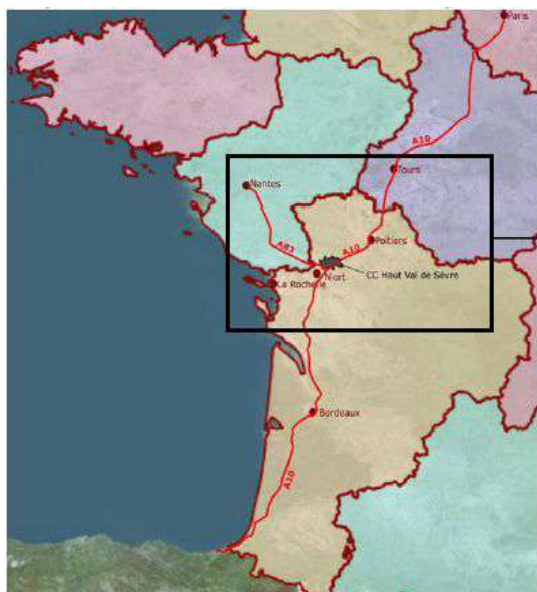 Paris
A10
Tours
Nantes
A83
A10
Poitiers
CC Haut Val de Sèvre
Niort
La Rochelle
Bordeaux
A10